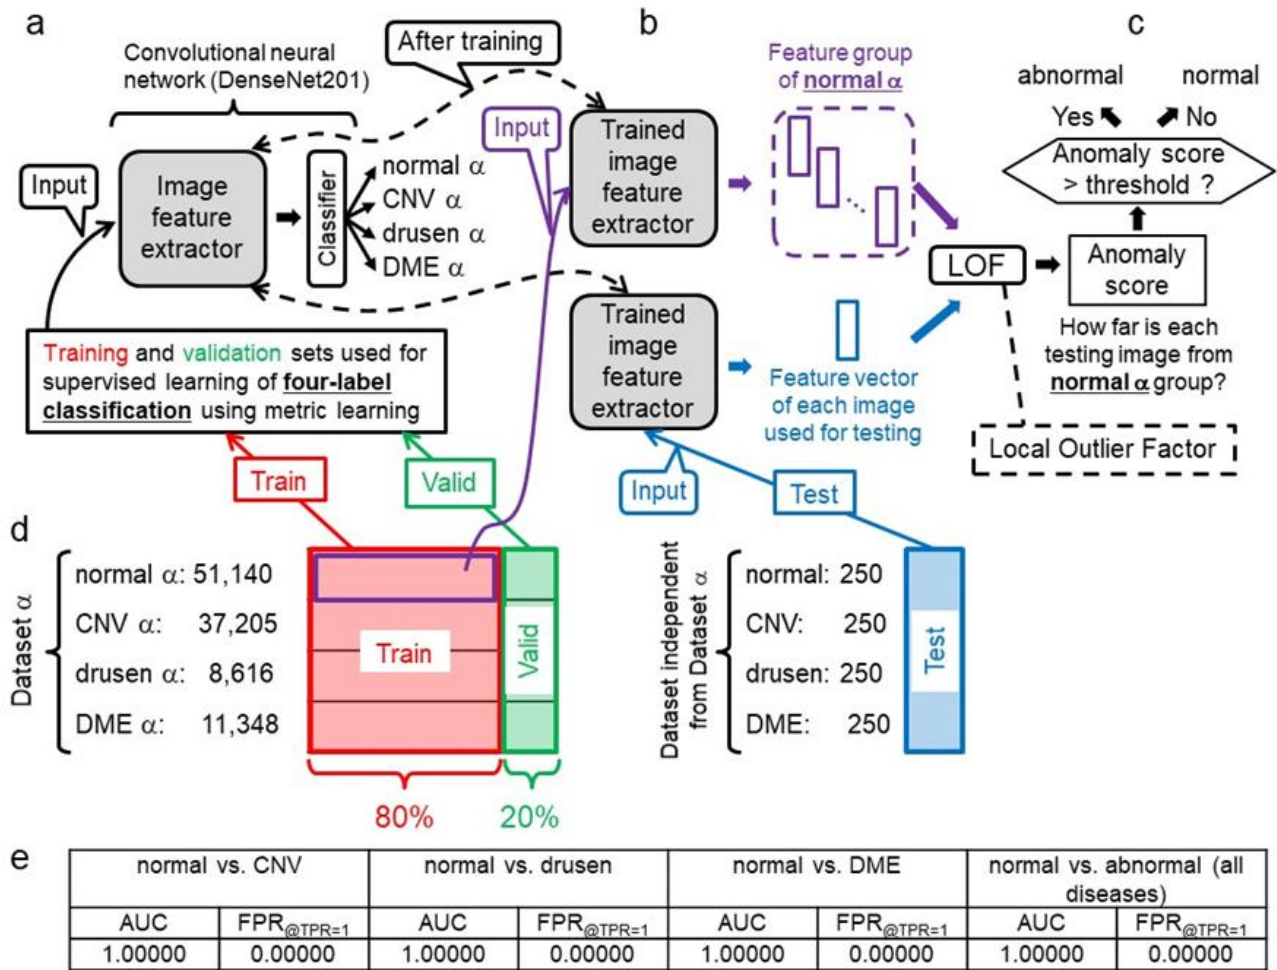 a
Convolutional neural
network (DenseNet201)
After training
Input
Image
feature
extractor
Classifier
normal α
CNV α
drusen α
DME α
Training and validation sets used for
supervised learning of four-label
classification using metric learning
Train
Valid
b
Input
Trained
image
feature
extractor
Feature group
of normal α
Trained
image
feature
extractor
Feature vector
of each image
used for testing
Input
Test
c
abnormal
normal
Yes
No
Anomaly score
> threshold ?
LOF
Anomaly
score
How far is each
testing image from
normal α group?
Local Outlier Factor
d
Dataset α
normal α: 51,140
CNV α: 37,205
drusen α: 8,616
DME α: 11,348
Train
Valid
80%
20%
Dataset independent
from Dataset α
normal: 250
CNV: 250
drusen: 250
DME: 250
Test
e
normal vs. CNV normal vs. drusen normal vs. DME normal vs. abnormal (all
diseases)
AUC FPR@TPR=1 AUC FPR@TPR=1 AUC FPR@TPR=1 AUC FPR@TPR=1
1.00000 0.00000 1.00000 0.00000 1.00000 0.00000 1.00000 0.00000